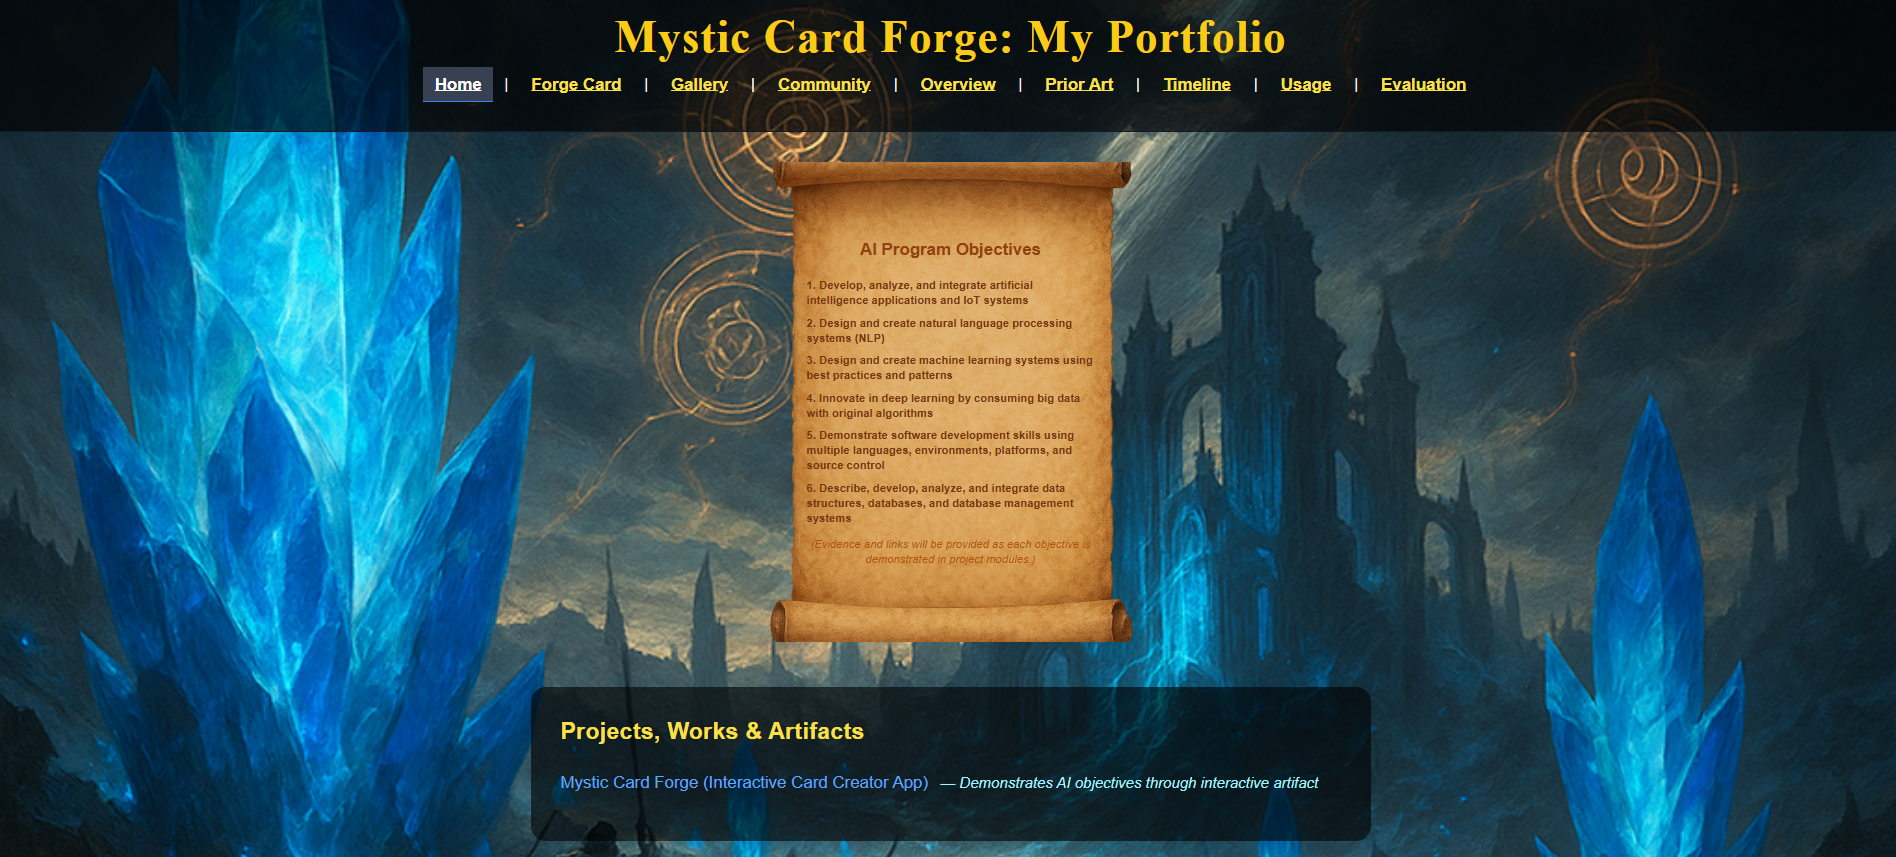 Mystic Card Forge: My Portfolio
Home | Forge Card | Gallery | Community | Overview | Prior Art | Timeline | Usage | Evaluation
AI Program Objectives
1. Develop, analyze, and integrate artificial
intelligence applications and IoT systems
2. Design and create natural language processing
systems (NLP)
3. Design and create machine learning systems using
best practices and patterns
4. Innovate in deep learning by consuming big data
with original algorithms
5. Demonstrate software development skills using
multiple languages, environments, platforms, and
source control
6. Describe, develop, analyze, and integrate data
structures, databases, and database management
systems
(Evidence and links will be provided as each objective is
demonstrated in project modules.)
Projects, Works & Artifacts
Mystic Card Forge (Interactive Card Creator App) — Demonstrates AI objectives through interactive artifact